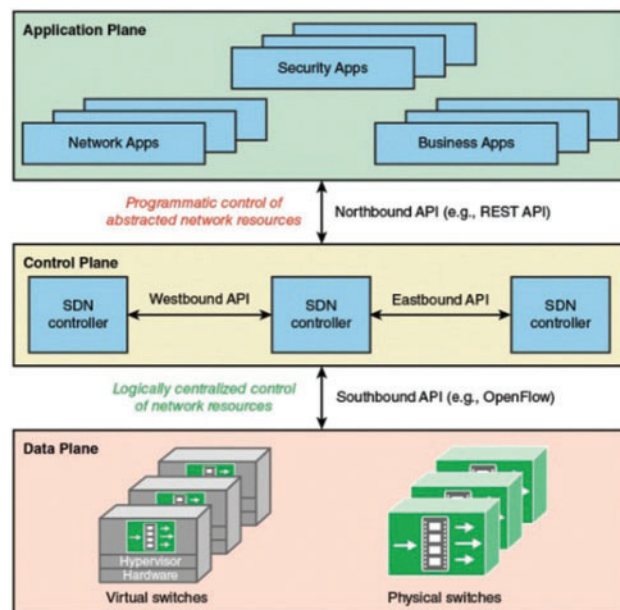 Application Plane
Security Apps
Network Apps
Business Apps
Programmatic control of
abstracted network resources
Northbound API (e.g., REST API)
Control Plane
SDN
controller
Westbound API
SDN
controller
Eastbound API
SDN
controller
Logically centralized control
of network resources
Southbound API (e.g., OpenFlow)
Data Plane
Hypervisor
Hardware
Virtual switches
Physical switches